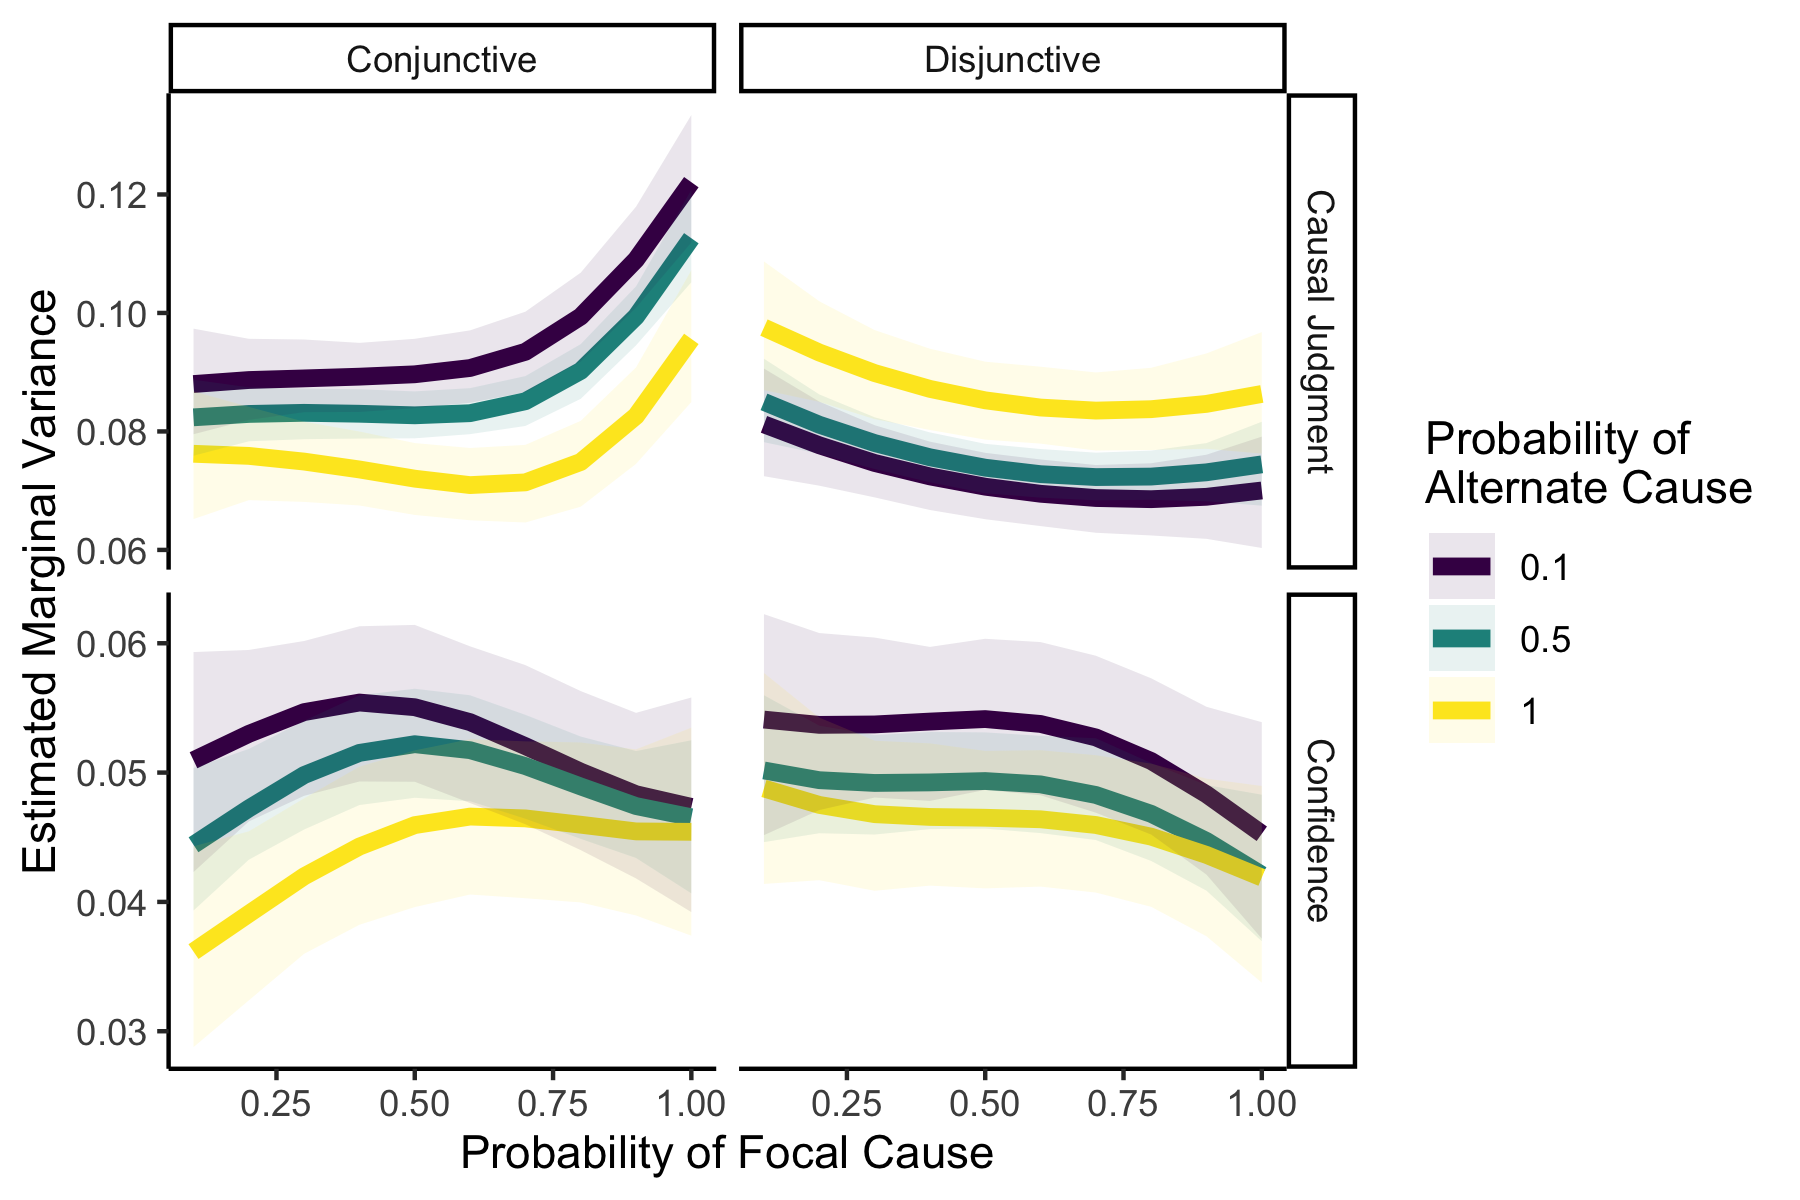 Conjunctive
Disjunctive
0.12
0.10
0.08
0.06
Causal Judgment
0.06
0.05
0.04
0.03
Confidence
Estimated Marginal Variance
0.25 0.50 0.75 1.00
0.25 0.50 0.75 1.00
Probability of Focal Cause
Probability of
Alternate Cause
0.1
0.5
1